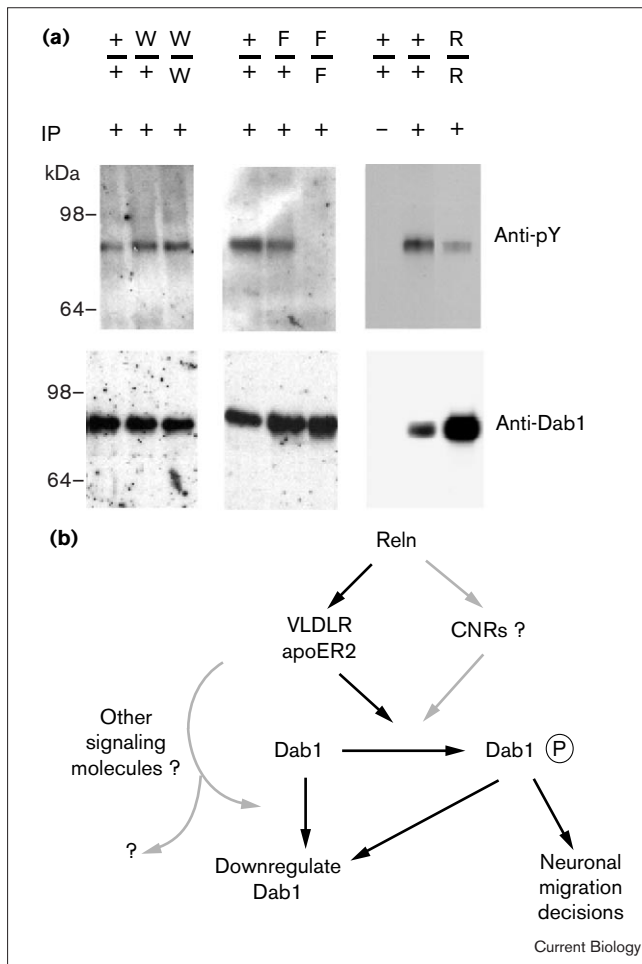 (a)
+ W W + F F + + R
+ + W + + F + + R
IP + + + + + + – + +
kDa
98–
64–
Anti-pY
98–
64–
Anti-Dab1
(b)
Reln
VLDLR
apoER2
CNRs ?
Other
signaling
molecules ?
Dab1
Dab1 P
?
Downregulate
Dab1
Neuronal
migration
decisions
Current Biology